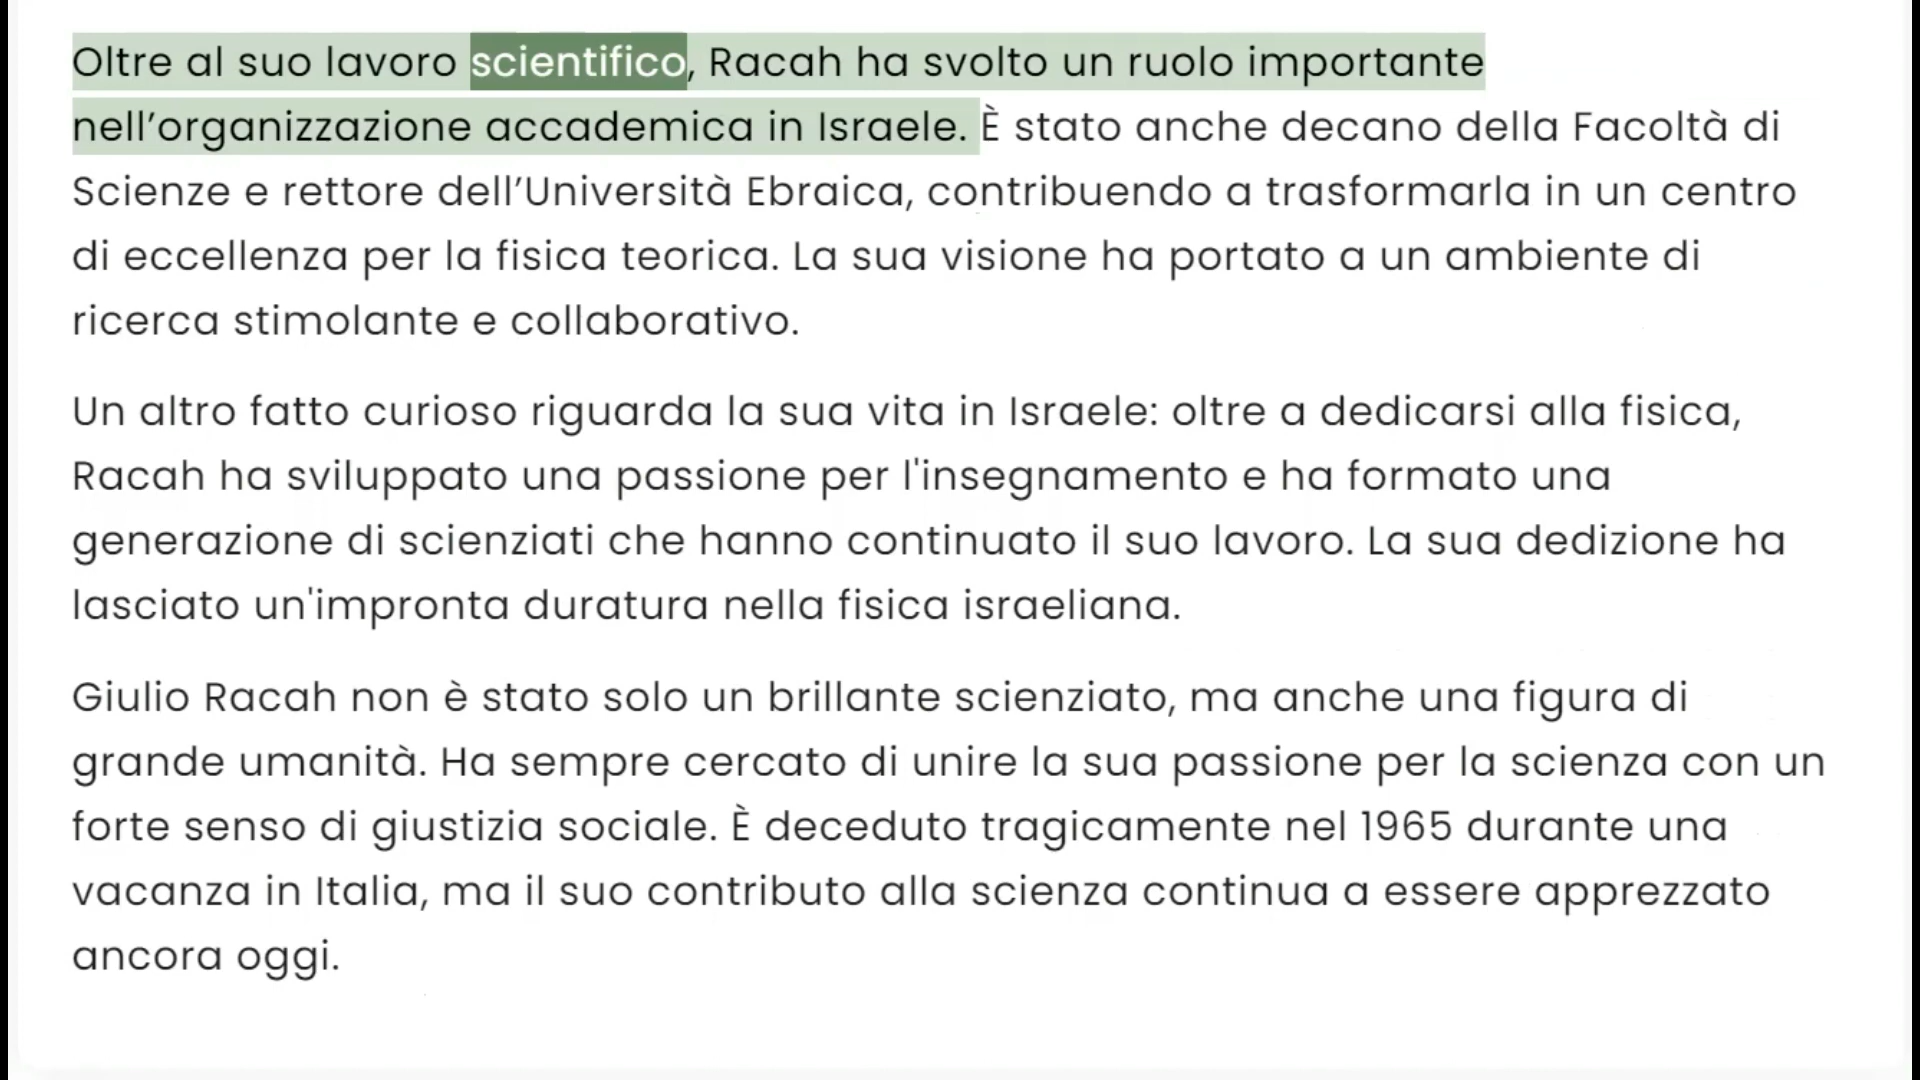 Oltre al suo lavoro scientifico, Racah ha svolto un ruolo importante
nell’organizzazione accademica in Israele. È stato anche decano della Facoltà di
Scienze e rettore dell’Università Ebraica, contribuendo a trasformarla in un centro
di eccellenza per la fisica teorica. La sua visione ha portato a un ambiente di
ricerca stimolante e collaborativo.
Un altro fatto curioso riguarda la sua vita in Israele: oltre a dedicarsi alla fisica,
Racah ha sviluppato una passione per l'insegnamento e ha formato una
generazione di scienziati che hanno continuato il suo lavoro. La sua dedizione ha
lasciato un'impronta duratura nella fisica israeliana.
Giulio Racah non è stato solo un brillante scienziato, ma anche una figura di
grande umanità. Ha sempre cercato di unire la sua passione per la scienza con un
forte senso di giustizia sociale. È deceduto tragicamente nel 1965 durante una
vacanza in Italia, ma il suo contributo alla scienza continua a essere apprezzato
ancora oggi.